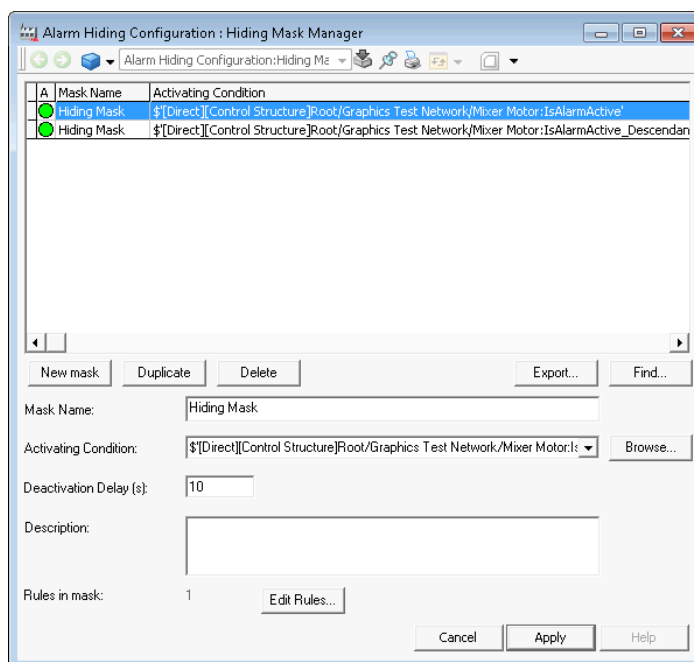 Alarm Hiding Configuration : Hiding Mask Manager
Alarm Hiding Configuration:Hiding Ma
A Mask Name Activating Condition
Hiding Mask $'[Direct][Control Structure]Root/Graphics Test Network/Mixer Motor:IsAlarmActive'
Hiding Mask $'[Direct][Control Structure]Root/Graphics Test Network/Mixer Motor:IsAlarmActive_Descendan
New mask Duplicate Delete Export... Find...
Mask Name: Hiding Mask
Activating Condition: $'[Direct][Control Structure]Root/Graphics Test Network/Mixer Motor:Is Browse...
Deactivation Delay (s): 10
Description:
Rules in mask: 1 Edit Rules...
Cancel Apply Help